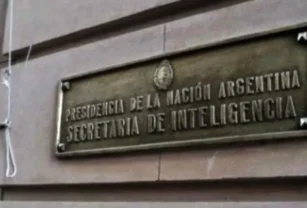 PRESIDENCIA DE LA NACIÓN ARGENTINA
SECRETARIA DE INTELIGENCIA